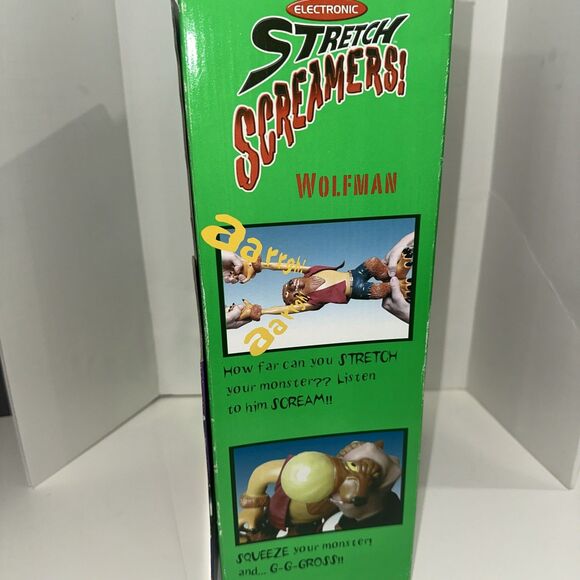 ELECTRONIC
STRETCH
SCREAMERS!
WOLFMAN
aarrgh!
aarrgh!
HOW far can you STRETCH
your monster?? Listen
to him SCREAM!!
SQUEEZE your monster!
and... G-G-GROSS!!